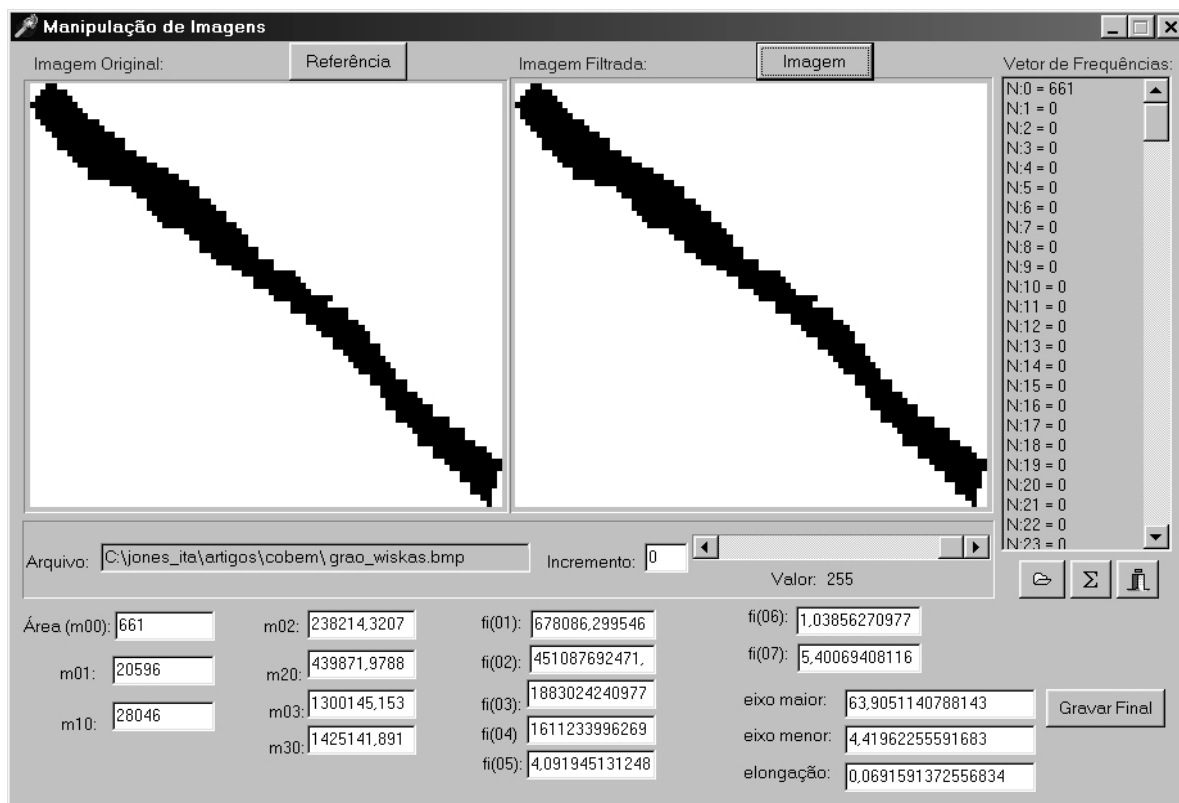 Manipulação de Imagens
Imagem Original:
Referência
Imagem Filtrada:
Imagem
Vetor de Frequências:
N:0 = 661
N:1 = 0
N:2 = 0
N:3 = 0
N:4 = 0
N:5 = 0
N:6 = 0
N:7 = 0
N:8 = 0
N:9 = 0
N:10 = 0
N:11 = 0
N:12 = 0
N:13 = 0
N:14 = 0
N:15 = 0
N:16 = 0
N:17 = 0
N:18 = 0
N:19 = 0
N:20 = 0
N:21 = 0
N:22 = 0
N:23 = 0
Arquivo: C:\jones_ita\artigos\cobem\ grao_wiskas.bmp
Incremento: 0
Valor: 255
Σ
Área (m00): 661
m01: 20596
m10: 28046
m02: 238214,3207
m20: 439871,9788
m03: 1300145,153
m30: 1425141,891
fi(01): 678086,299546
fi(02): 451087692471,
fi(03): 1883024240977
fi(04) 1611233996269
fi(05): 4,091945131248
fi(06): 1,03856270977
fi(07): 5,40069408116
eixo maior: 63,9051140788143
eixo menor: 4,41962255591683
elongação: 0,0691591372556834
Gravar Final